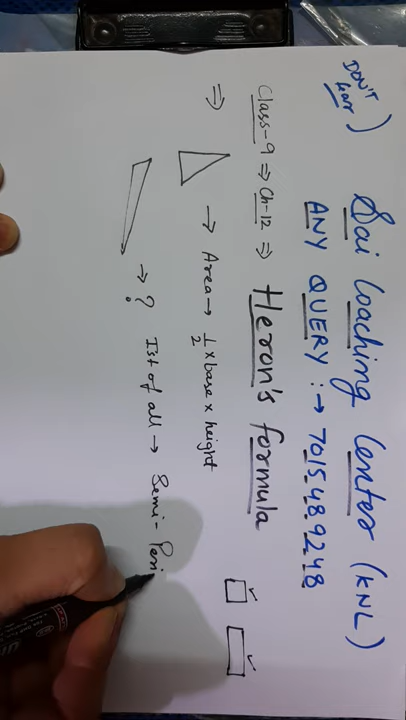 DON'T fear)
Sai Coaching Center (KNL)
ANY QUERY :→ 7015489248
Class-9 ⇒ Ch-12 ⇒ Heron's formula
⇒ → Area → 1/2 × base × height
→ ? Ist of all → Semi-Peri